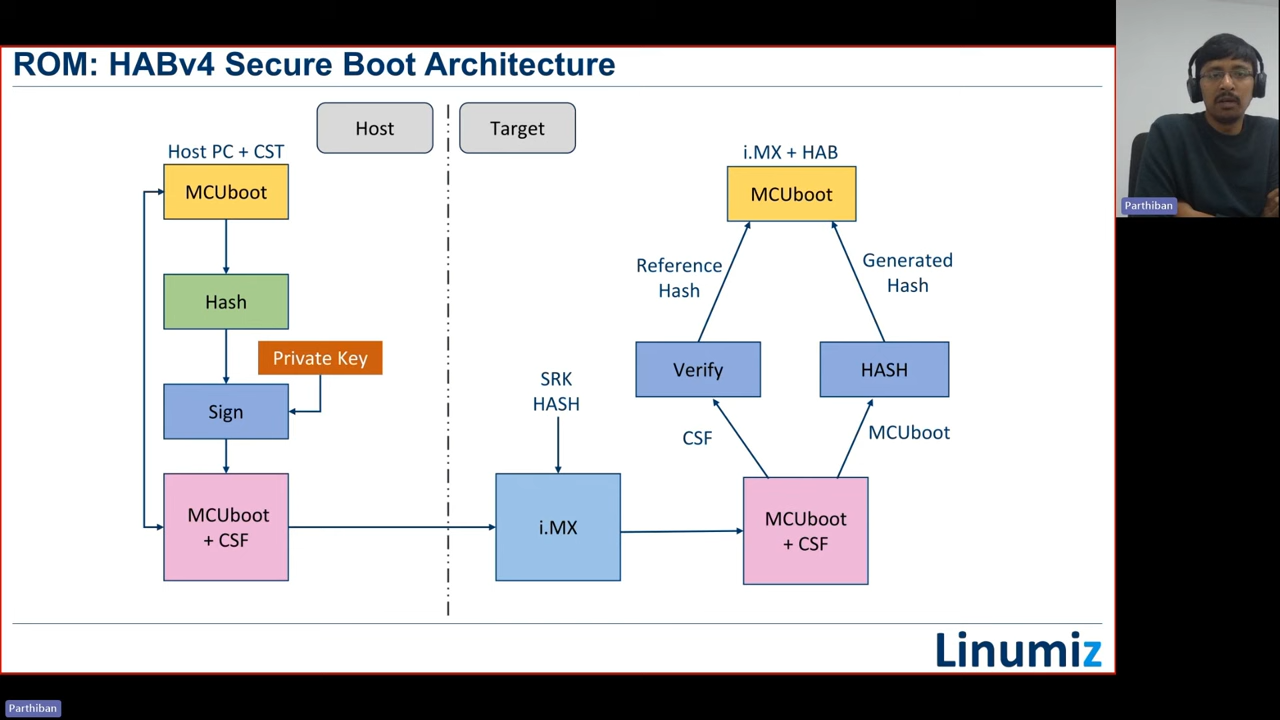 ROM: HABv4 Secure Boot Architecture
Host
Target
Host PC + CST
MCUboot
Hash
Private Key
Sign
MCUboot
+ CSF
SRK
HASH
i.MX
i.MX + HAB
MCUboot
Reference
Hash
Generated
Hash
Verify
HASH
CSF
MCUboot
MCUboot
+ CSF
Linumiz
Parthiban
Parthiban